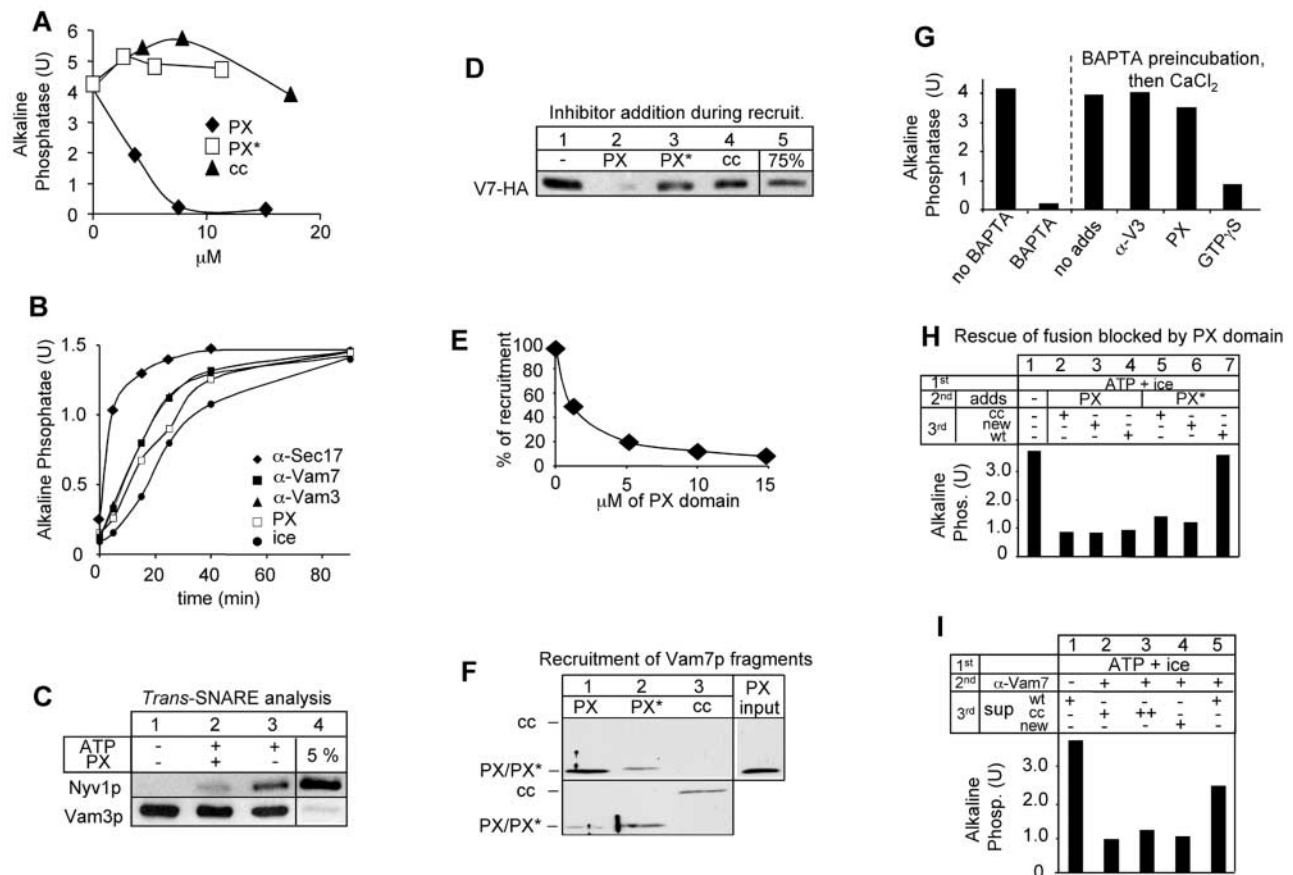 A
Alkaline Phosphatase (U)
6
5
4
3
2
1
0
0 10 20
μM
PX
PX*
cc
B
Alkaline Phsophatae (U)
1.5
1.0
0.5
0
0 20 40 60 80
time (min)
α-Sec17
α-Vam7
α-Vam3
PX
ice
C
Trans-SNARE analysis
1 2 3 4
ATP - + + 5 %
PX - + -
Nyv1p
Vam3p
D
Inhibitor addition during recruit.
1 2 3 4 5
- PX PX* cc 75%
V7-HA
E
% of recruitment
100
80
60
40
20
0
0 5 10 15
μM of PX domain
F
Recruitment of Vam7p fragments
1 2 3 PX input
PX PX* cc
cc
PX/PX*
cc
PX/PX*
G
BAPTA preincubation, then CaCl2
Alkaline Phosphatase (U)
4
3
2
1
0
no BAPTA
BAPTA
no adds
α-V3
PX
GTPγS
H
Rescue of fusion blocked by PX domain
1 2 3 4 5 6 7
1st ATP + ice
2nd adds - PX PX*
3rd
cc - + - - + - -
new - - + - - + -
wt - - - + - - +
Alkaline Phos. (U)
3.0
2.0
1.0
0
I
1 2 3 4 5
1st ATP + ice
2nd α-Vam7 - + + + +
3rd sup
wt + - - - +
cc - + ++ - -
new - - - + -
Alkaline Phosp. (U)
3.0
2.0
1.0
0